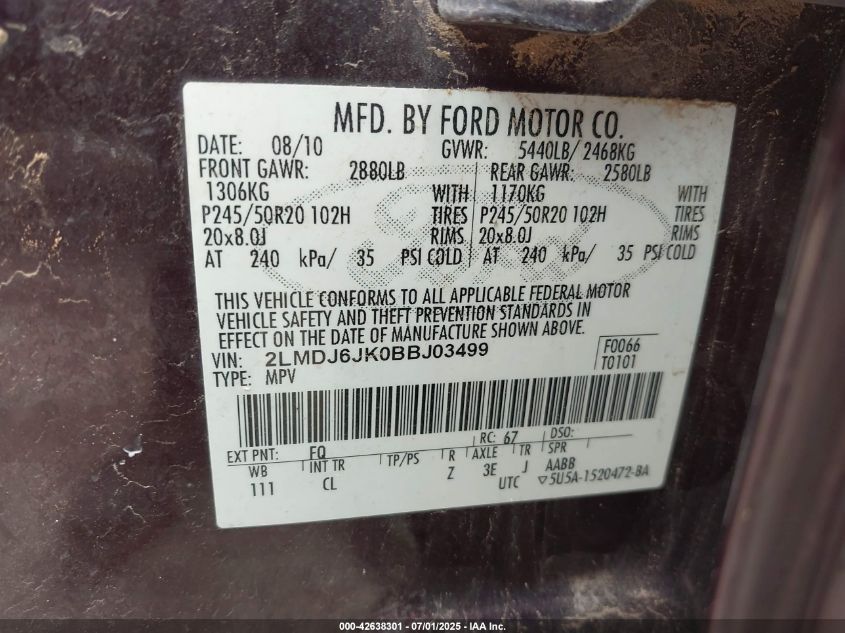 MFD. BY FORD MOTOR CO.
DATE: 08/10 GVWR: 5440LB/ 2468KG
FRONT GAWR: 2880LB REAR GAWR: 2580LB
1306KG WITH 1170KG WITH
P245/50R20 102H TIRES P245/50R20 102H TIRES
20x8.0J RIMS 20x8.0J RIMS
AT 240 kPa/ 35 PSI COLD AT 240 kPa/ 35 PSI COLD
THIS VEHICLE CONFORMS TO ALL APPLICABLE FEDERAL MOTOR
VEHICLE SAFETY AND THEFT PREVENTION STANDARDS IN
EFFECT ON THE DATE OF MANUFACTURE SHOWN ABOVE.
VIN: 2LMDJ6JK0BBJ03499 F0066
TYPE: MPV T0101
EXT PNT: FQ RC: 67 DSO:
WB INT TR TP/PS R AXLE TR SPR
111 CL Z 3E J AABB
UTC ▽5U5A-1520472-BA
000-42638301 - 07/01/2025 - IAA Inc.